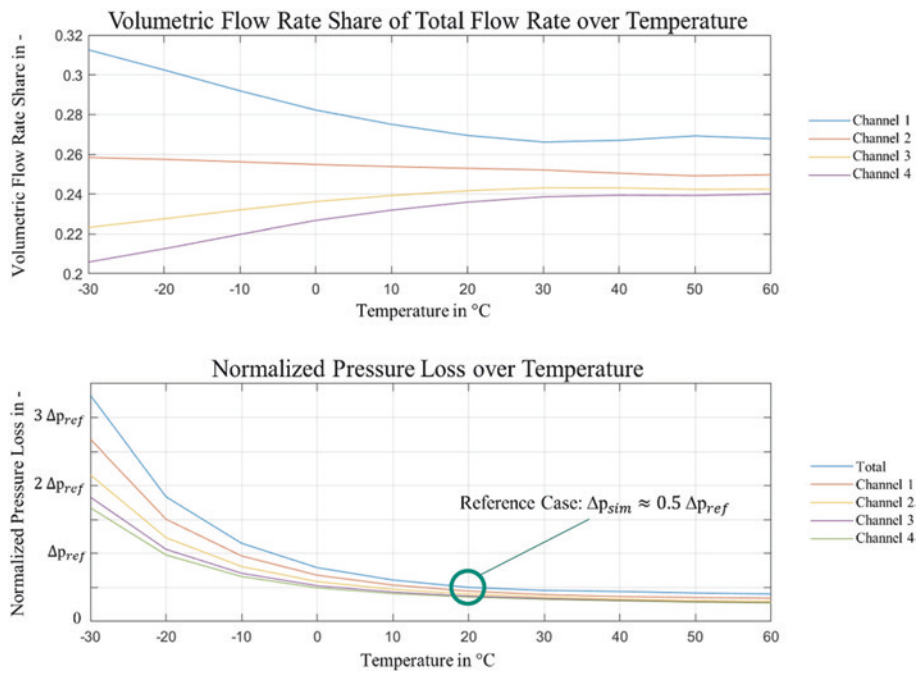 Volumetric Flow Rate Share of Total Flow Rate over Temperature
Volumetric Flow Rate Share in -
0.32
0.3
0.28
0.26
0.24
0.22
0.2
-30 -20 -10 0 10 20 30 40 50 60
Temperature in °C
Channel 1
Channel 2
Channel 3
Channel 4
Normalized Pressure Loss over Temperature
Normalized Pressure Loss in -
3 Δp_ref
2 Δp_ref
Δp_ref
0
Reference Case: Δp_sim ≈ 0.5 Δp_ref
-30 -20 -10 0 10 20 30 40 50 60
Temperature in °C
Total
Channel 1
Channel 2
Channel 3
Channel 4